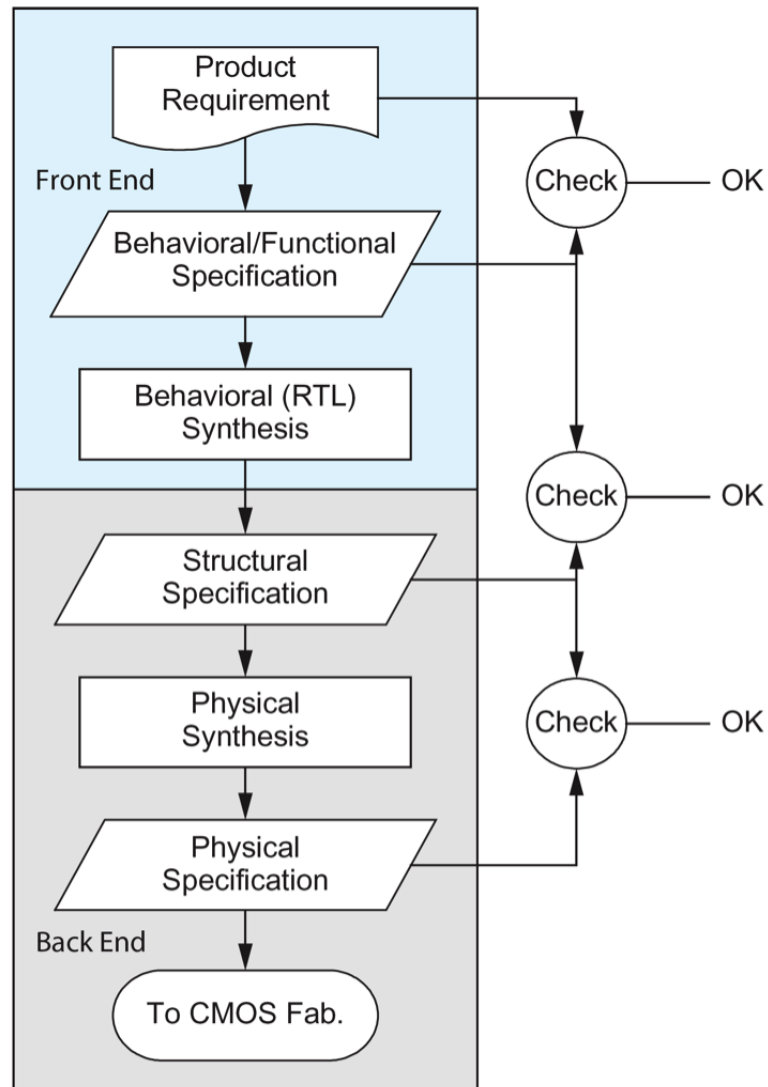 Product
Requirement
Check
OK
Front End
Behavioral/Functional
Specification
Behavioral (RTL)
Synthesis
Check
OK
Structural
Specification
Physical
Synthesis
Check
OK
Physical
Specification
Back End
To CMOS Fab.